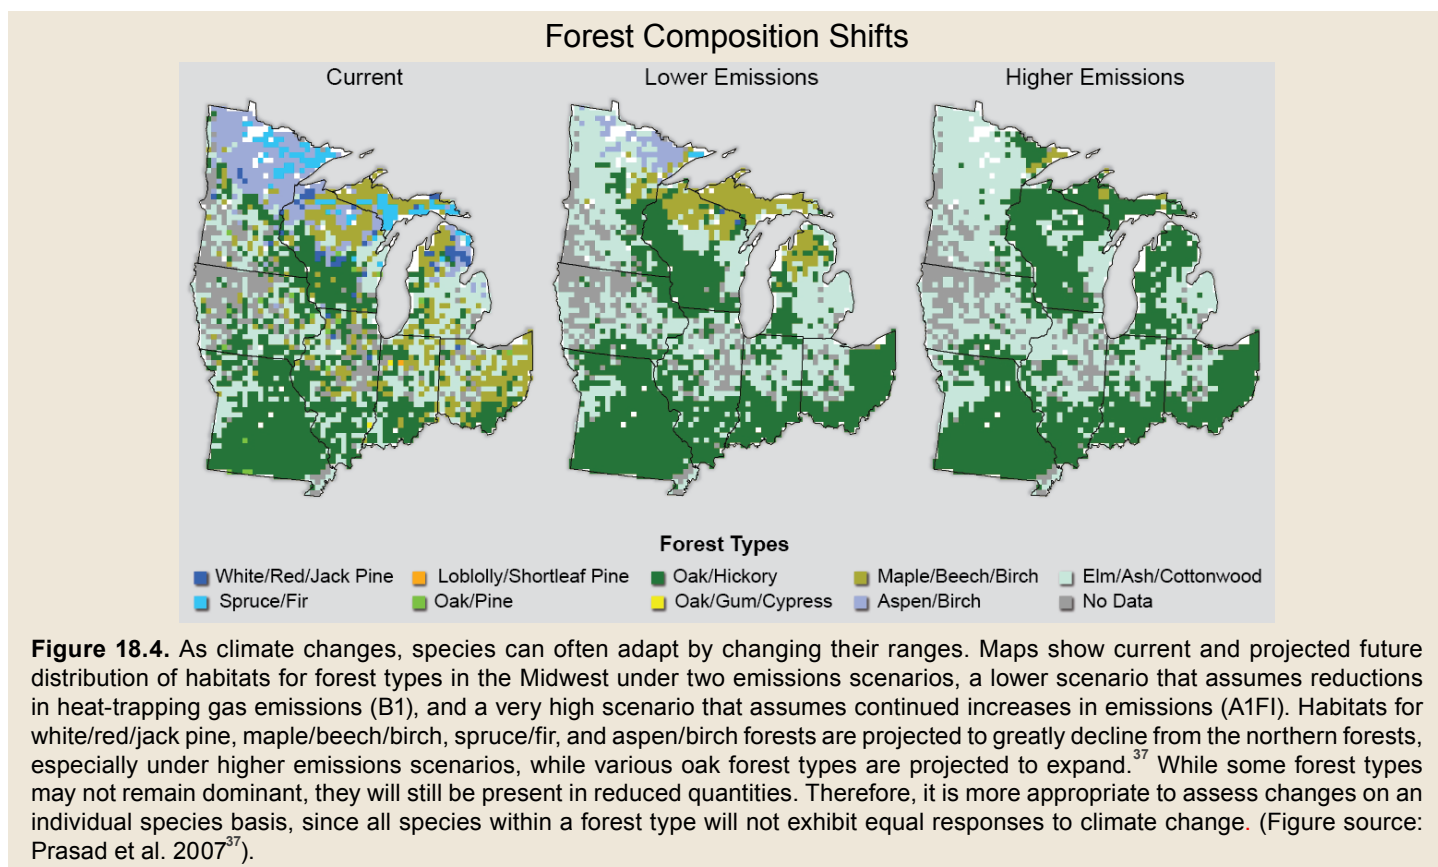 Forest Composition Shifts
Current Lower Emissions Higher Emissions
Forest Types
White/Red/Jack Pine Loblolly/Shortleaf Pine Oak/Hickory Maple/Beech/Birch Elm/Ash/Cottonwood
Spruce/Fir Oak/Pine Oak/Gum/Cypress Aspen/Birch No Data
Figure 18.4. As climate changes, species can often adapt by changing their ranges. Maps show current and projected future
distribution of habitats for forest types in the Midwest under two emissions scenarios, a lower scenario that assumes reductions
in heat-trapping gas emissions (B1), and a very high scenario that assumes continued increases in emissions (A1FI). Habitats for
white/red/jack pine, maple/beech/birch, spruce/fir, and aspen/birch forests are projected to greatly decline from the northern forests,
especially under higher emissions scenarios, while various oak forest types are projected to expand.37 While some forest types
may not remain dominant, they will still be present in reduced quantities. Therefore, it is more appropriate to assess changes on an
individual species basis, since all species within a forest type will not exhibit equal responses to climate change. (Figure source:
Prasad et al. 200737).